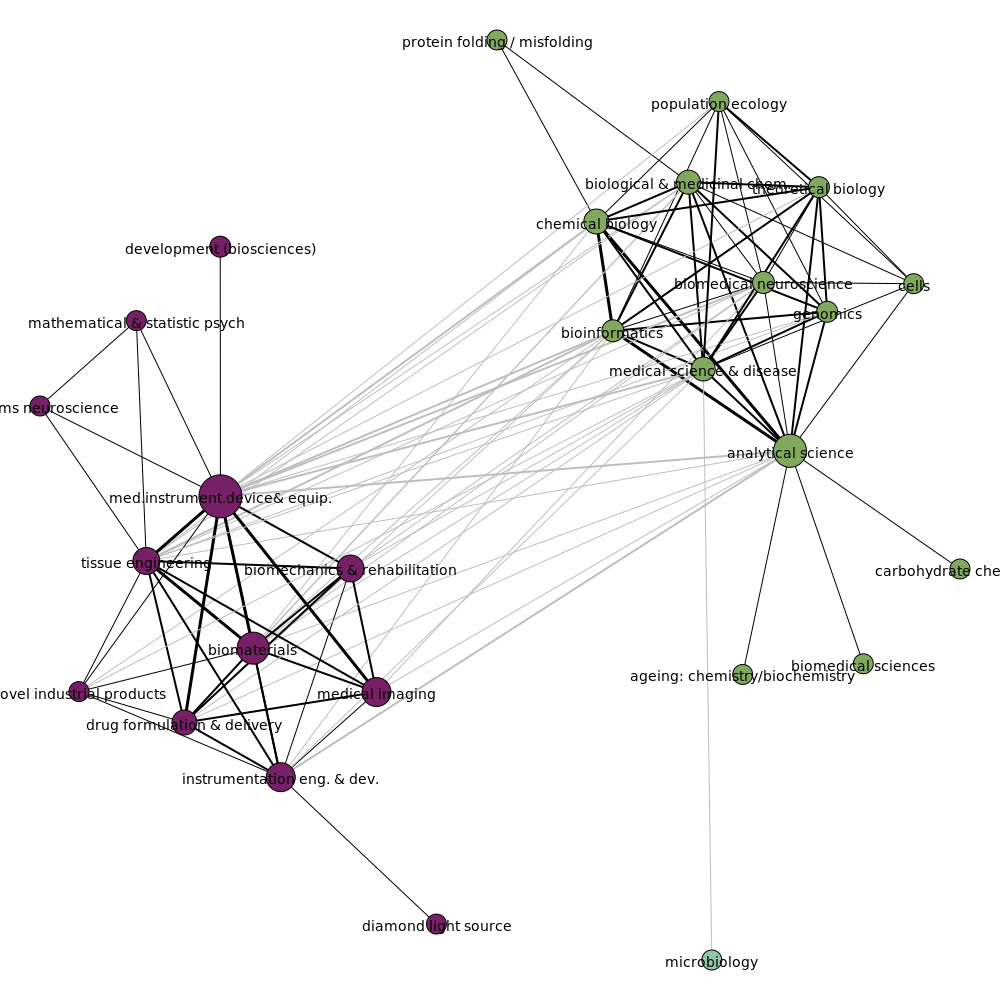 protein folding / misfolding
population ecology
biological & medicinal chem.
theoretical biology
chemical biology
development (biosciences)
biomedical neuroscience
cells
genomics
mathematical & statistic psych
bioinformatics
medical science & disease
ms neuroscience
analytical science
med.instrument.device& equip.
tissue engineering
biomechanics & rehabilitation
carbohydrate che
biomaterials
biomedical sciences
ageing: chemistry/biochemistry
ovel industrial products
medical imaging
drug formulation & delivery
instrumentation eng. & dev.
diamond light source
microbiology